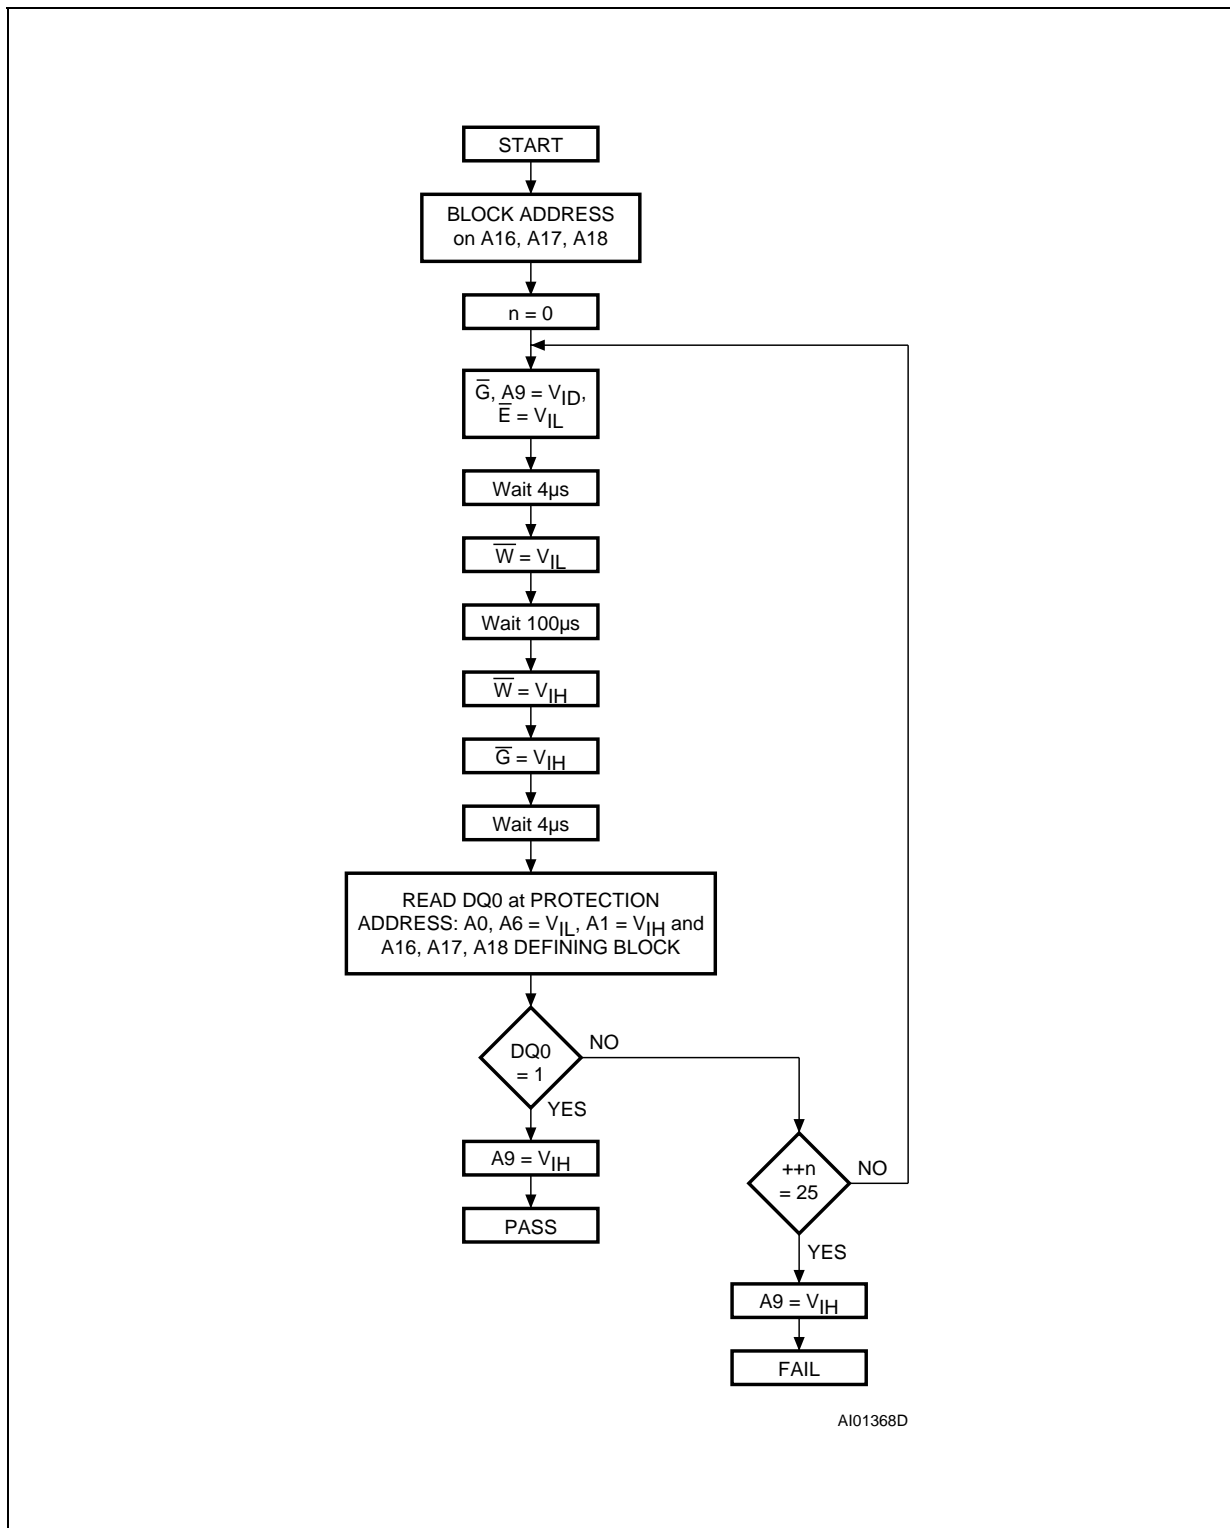 START
BLOCK ADDRESS
on A16, A17, A18
n = 0
G̅, A9 = VID,
E̅ = VIL
Wait 4µs
W̅ = VIL
Wait 100µs
W̅ = VIH
G̅ = VIH
Wait 4µs
READ DQ0 at PROTECTION
ADDRESS: A0, A6 = VIL, A1 = VIH and
A16, A17, A18 DEFINING BLOCK
DQ0
= 1
NO
YES
A9 = VIH
PASS
++n
= 25
NO
YES
A9 = VIH
FAIL
AI01368D